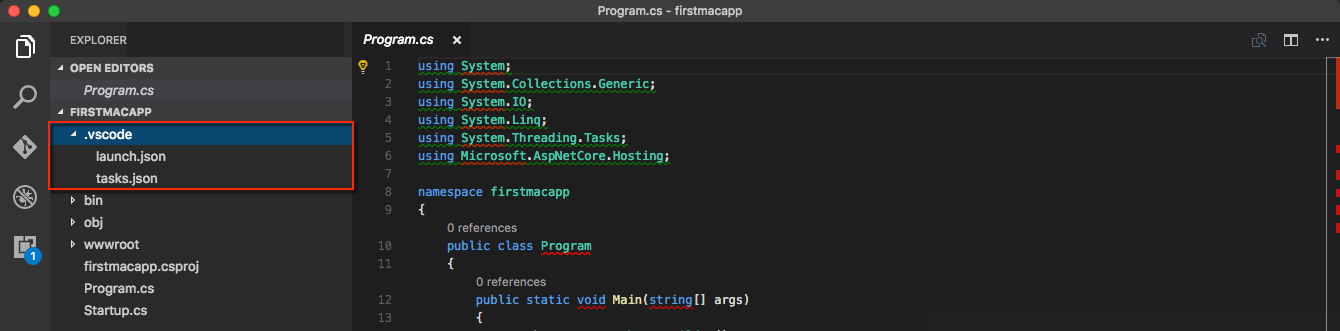 Program.cs - firstmacapp
EXPLORER
OPEN EDITORS
Program.cs
FIRSTMACAPP
.vscode
launch.json
tasks.json
bin
obj
wwwroot
firstmacapp.csproj
Program.cs
Startup.cs
1
Program.cs
1 using System;
2 using System.Collections.Generic;
3 using System.IO;
4 using System.Linq;
5 using System.Threading.Tasks;
6 using Microsoft.AspNetCore.Hosting;
7
8 namespace firstmacapp
9 {
0 references
10 public class Program
11 {
0 references
12 public static void Main(string[] args)
13 {